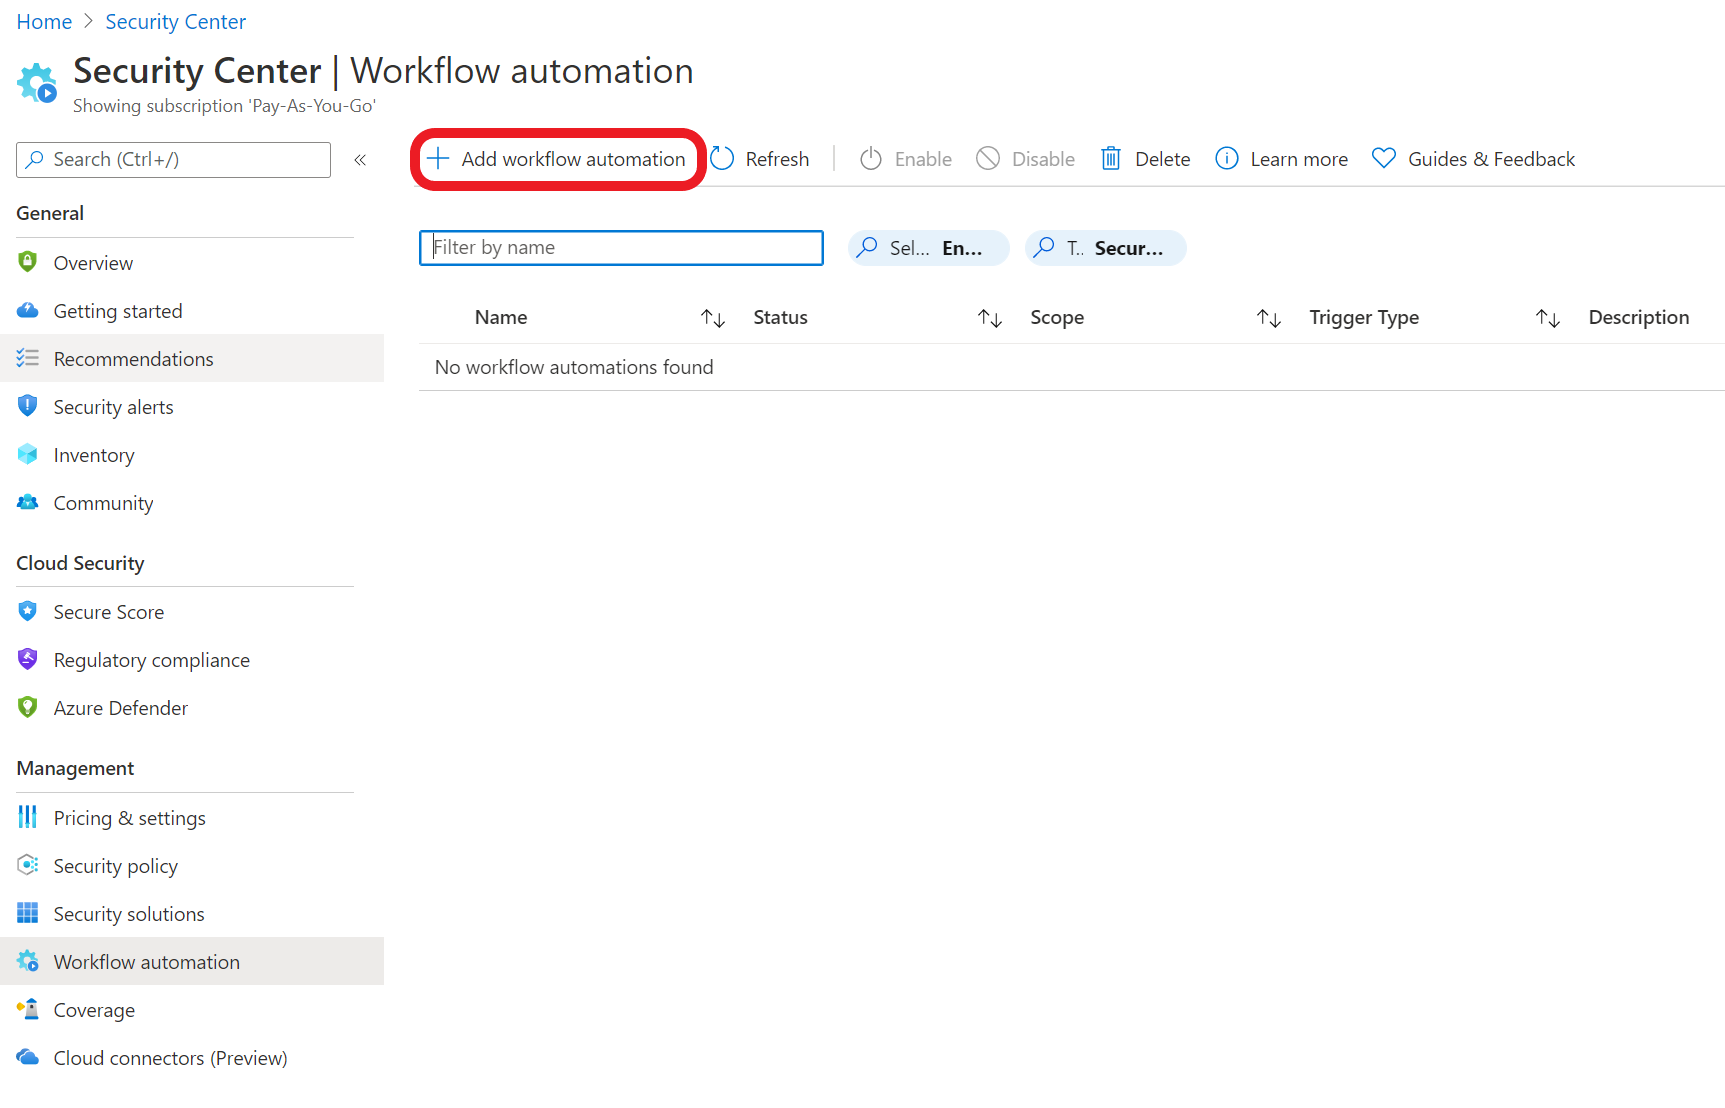 Home > Security Center
Security Center | Workflow automation
Showing subscription 'Pay-As-You-Go'
Search (Ctrl+/)
«
Add workflow automation
Refresh
Enable
Disable
Delete
Learn more
Guides & Feedback
General
Overview
Getting started
Recommendations
Security alerts
Inventory
Community
Cloud Security
Secure Score
Regulatory compliance
Azure Defender
Management
Pricing & settings
Security policy
Security solutions
Workflow automation
Coverage
Cloud connectors (Preview)
Filter by name
Sel... En...
T.. Secur...
Name Status Scope Trigger Type Description
No workflow automations found